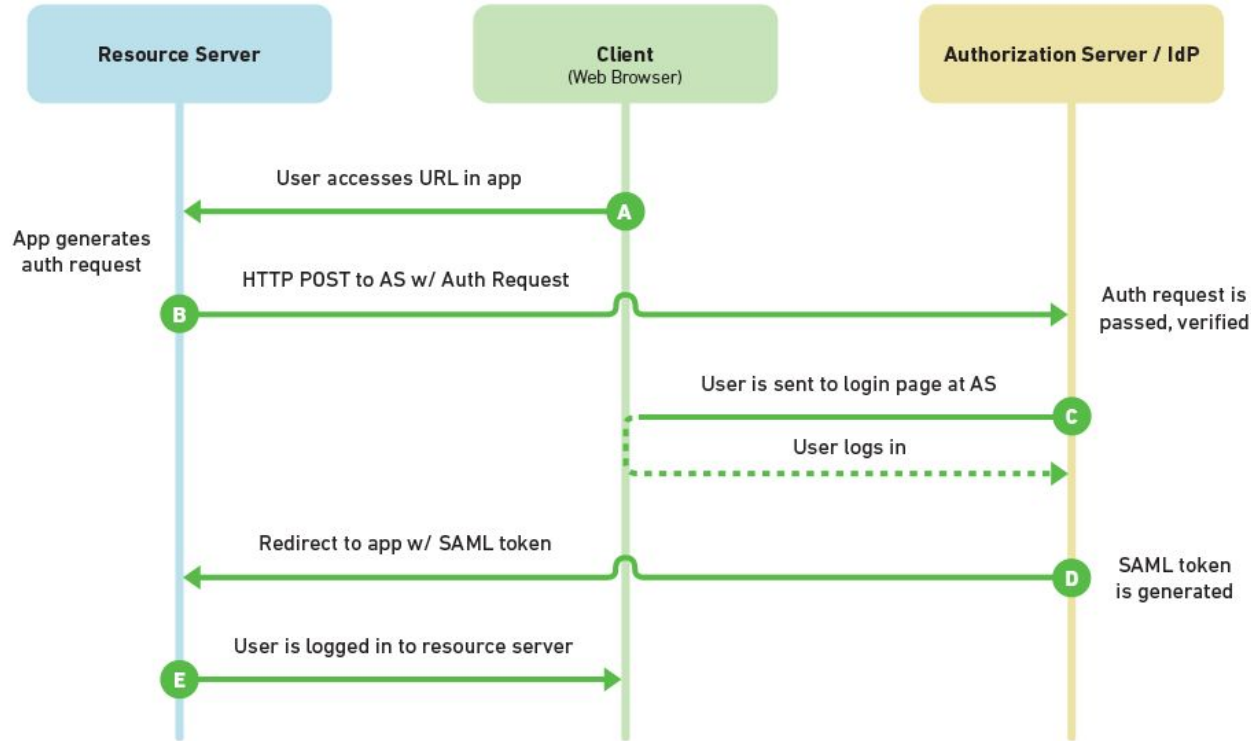 Resource Server
Client
(Web Browser)
Authorization Server / IdP
User accesses URL in app
A
App generates
auth request
HTTP POST to AS w/ Auth Request
B
Auth request is
passed, verified
User is sent to login page at AS
C
User logs in
Redirect to app w/ SAML token
D
SAML token
is generated
User is logged in to resource server
E